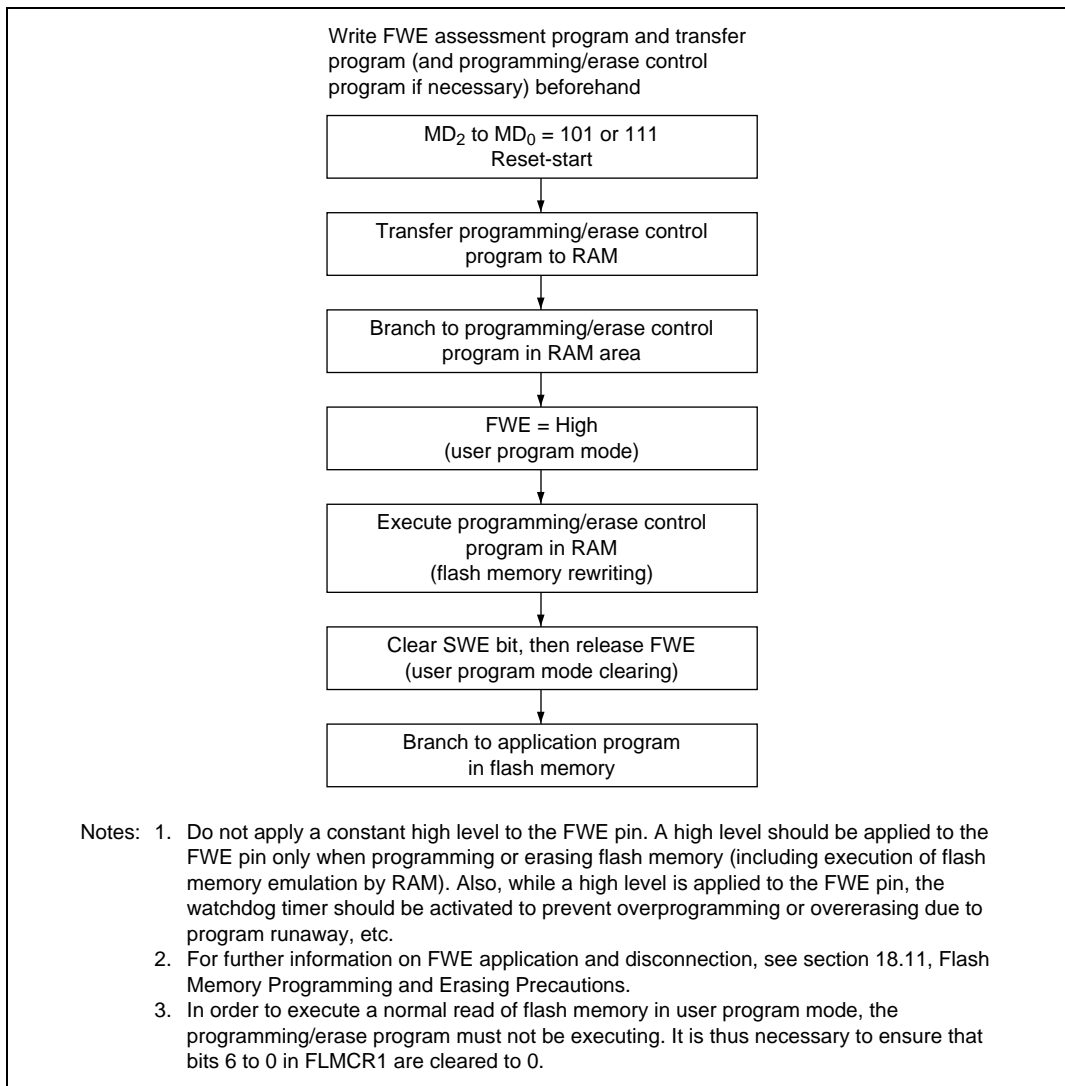 Write FWE assessment program and transfer
program (and programming/erase control
program if necessary) beforehand
MD2 to MD0 = 101 or 111
Reset-start
Transfer programming/erase control
program to RAM
Branch to programming/erase control
program in RAM area
FWE = High
(user program mode)
Execute programming/erase control
program in RAM
(flash memory rewriting)
Clear SWE bit, then release FWE
(user program mode clearing)
Branch to application program
in flash memory
Notes: 1. Do not apply a constant high level to the FWE pin. A high level should be applied to the
FWE pin only when programming or erasing flash memory (including execution of flash
memory emulation by RAM). Also, while a high level is applied to the FWE pin, the
watchdog timer should be activated to prevent overprogramming or overerasing due to
program runaway, etc.
2. For further information on FWE application and disconnection, see section 18.11, Flash
Memory Programming and Erasing Precautions.
3. In order to execute a normal read of flash memory in user program mode, the
programming/erase program must not be executing. It is thus necessary to ensure that
bits 6 to 0 in FLMCR1 are cleared to 0.